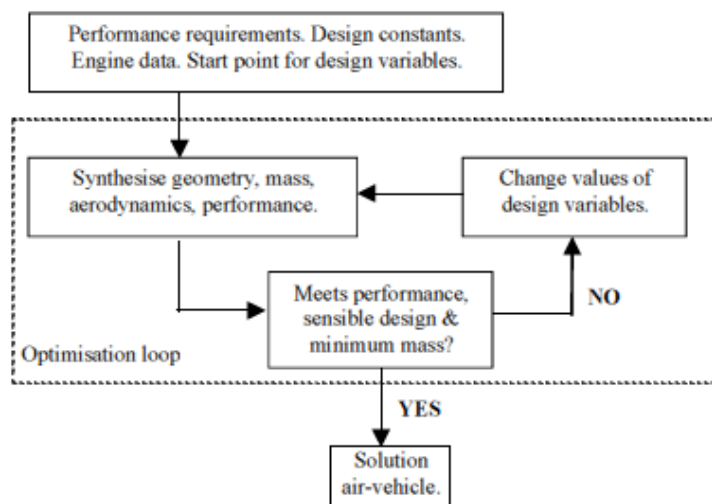 Performance requirements. Design constants.
Engine data. Start point for design variables.
Synthesise geometry, mass,
aerodynamics, performance.
Change values of
design variables.
Meets performance,
sensible design &
minimum mass?
NO
Optimisation loop
YES
Solution
air-vehicle.